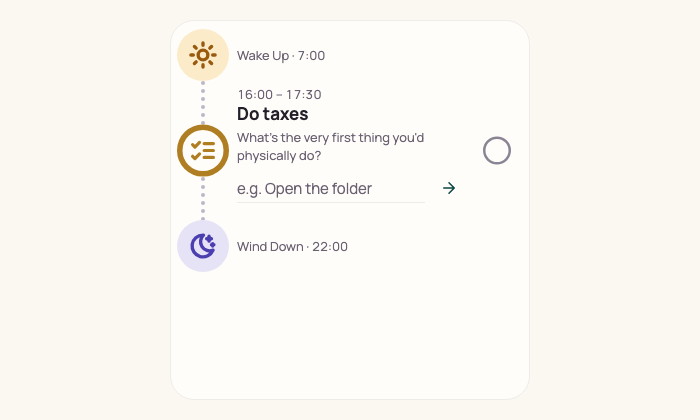 Wake Up · 7:00
16:00 – 17:30
Do taxes
What's the very first thing you'd
physically do?
e.g. Open the folder
Wind Down · 22:00